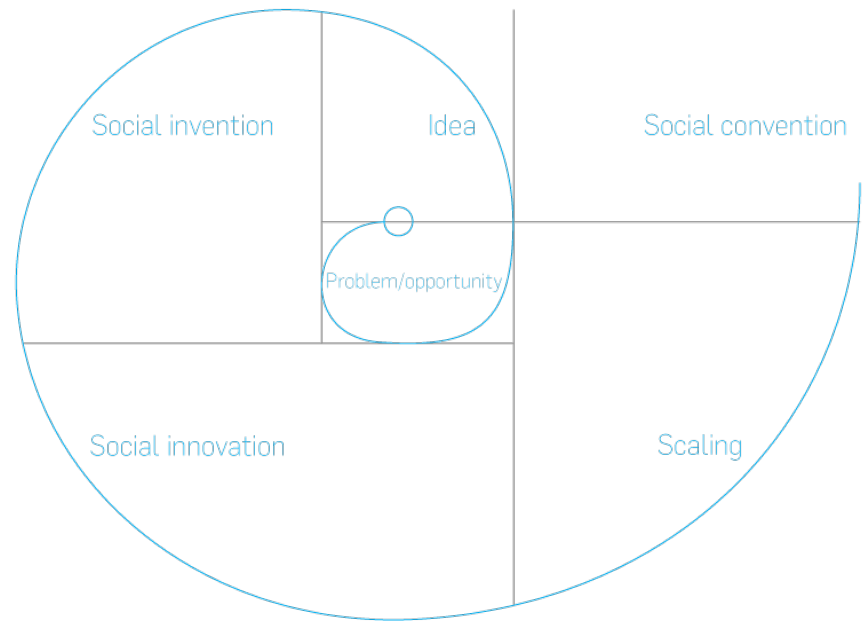 Social invention
Idea
Social convention
Problem/opportunity
Social innovation
Scaling